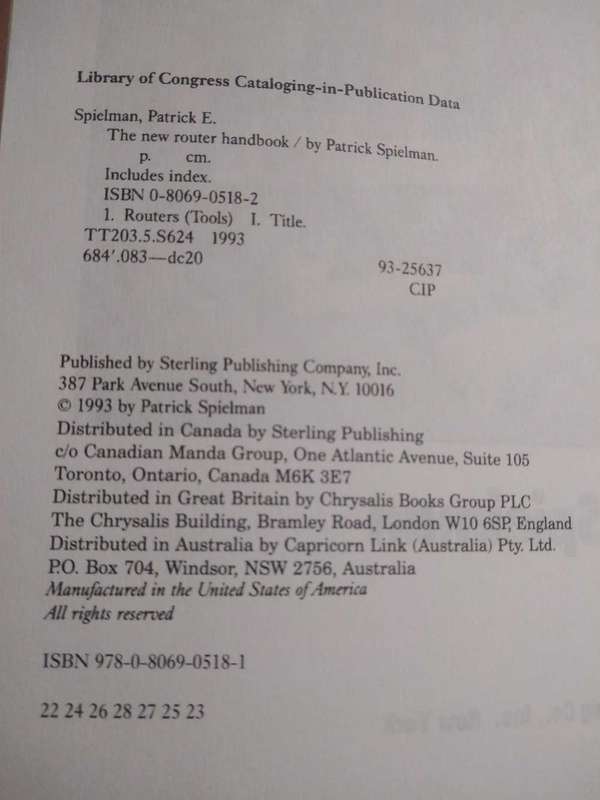 Library of Congress Cataloging-in-Publication Data
Spielman, Patrick E.
The new router handbook / by Patrick Spielman.
p. cm.
Includes index.
ISBN 0-8069-0518-2
1. Routers (Tools) I. Title.
TT203.5.S624 1993
684'.083—dc20
93-25637
CIP
Published by Sterling Publishing Company, Inc.
387 Park Avenue South, New York, N.Y. 10016
© 1993 by Patrick Spielman
Distributed in Canada by Sterling Publishing
c/o Canadian Manda Group, One Atlantic Avenue, Suite 105
Toronto, Ontario, Canada M6K 3E7
Distributed in Great Britain by Chrysalis Books Group PLC
The Chrysalis Building, Bramley Road, London W10 6SP, England
Distributed in Australia by Capricorn Link (Australia) Pty. Ltd.
P.O. Box 704, Windsor, NSW 2756, Australia
Manufactured in the United States of America
All rights reserved
ISBN 978-0-8069-0518-1
22 24 26 28 27 25 23